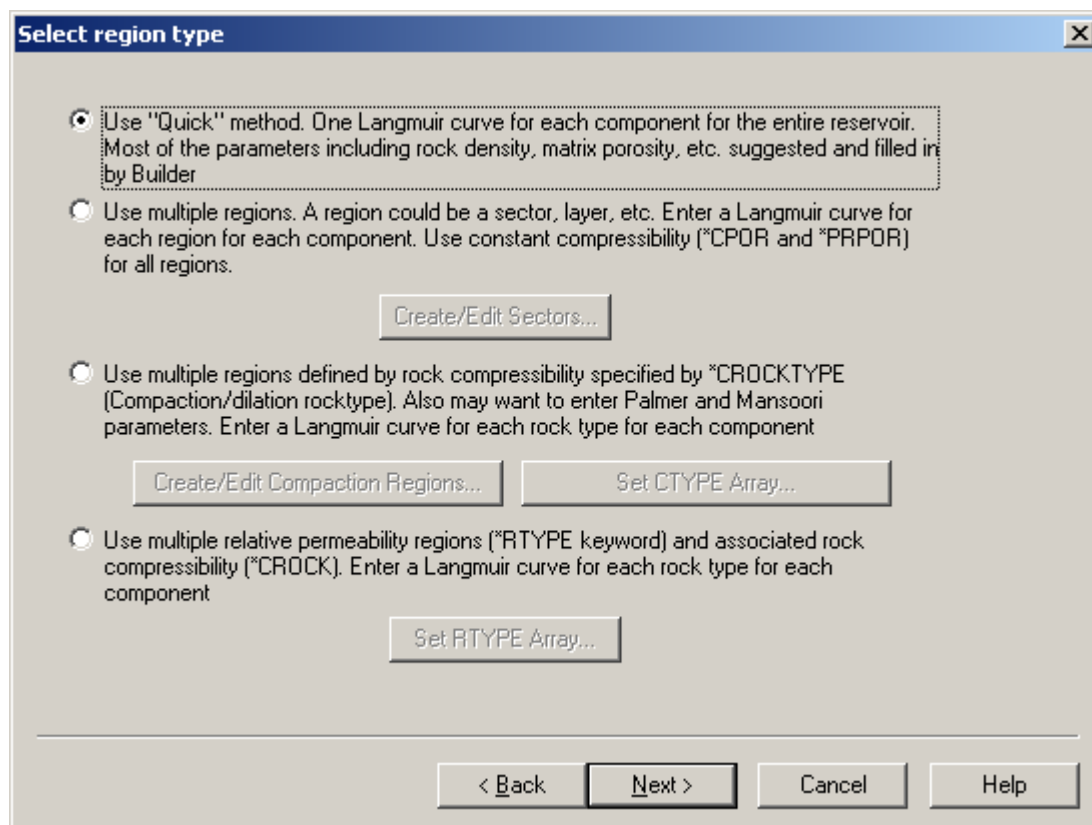 Select region type
Use "Quick" method. One Langmuir curve for each component for the entire reservoir.
Most of the parameters including rock density, matrix porosity, etc. suggested and filled in
by Builder
Use multiple regions. A region could be a sector, layer, etc. Enter a Langmuir curve for
each region for each component. Use constant compressibility (*CPOR and *PRPOR)
for all regions.
Create/Edit Sectors...
Use multiple regions defined by rock compressibility specified by *CROCKTYPE
(Compaction/dilation rocktype). Also may want to enter Palmer and Mansoori
parameters. Enter a Langmuir curve for each rock type for each component
Create/Edit Compaction Regions... Set CTYPE Array...
Use multiple relative permeability regions (*RTYPE keyword) and associated rock
compressibility (*CROCK). Enter a Langmuir curve for each rock type for each
component
Set RTYPE Array...
< Back Next > Cancel Help